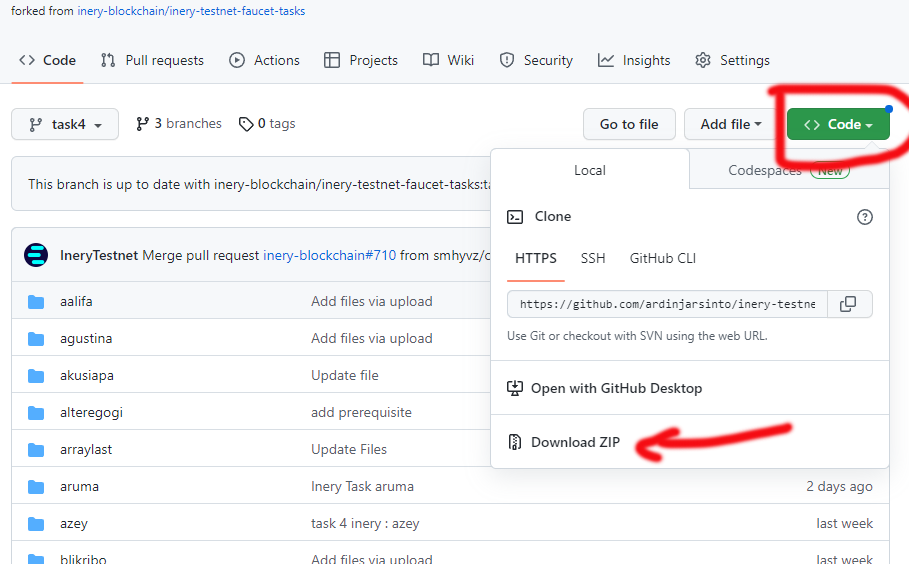 forked from inery-blockchain/inery-testnet-faucet-tasks
<> Code Pull requests Actions Projects Wiki Security Insights Settings
task4 3 branches 0 tags Go to file Add file <> Code
This branch is up to date with inery-blockchain/inery-testnet-faucet-tasks:ta
Local Codespaces New
Clone
HTTPS SSH GitHub CLI
https://github.com/ardinjarsinto/inery-testne
Use Git or checkout with SVN using the web URL.
Open with GitHub Desktop
Download ZIP
IneryTestnet Merge pull request inery-blockchain#710 from smhyvz/
aalifa Add files via upload
agustina Add files via upload
akusiapa Update file
alteregogi add prerequisite
arraylast Update Files
aruma Inery Task aruma 2 days ago
azey task 4 inery : azey last week
blikribo Add files via upload last week